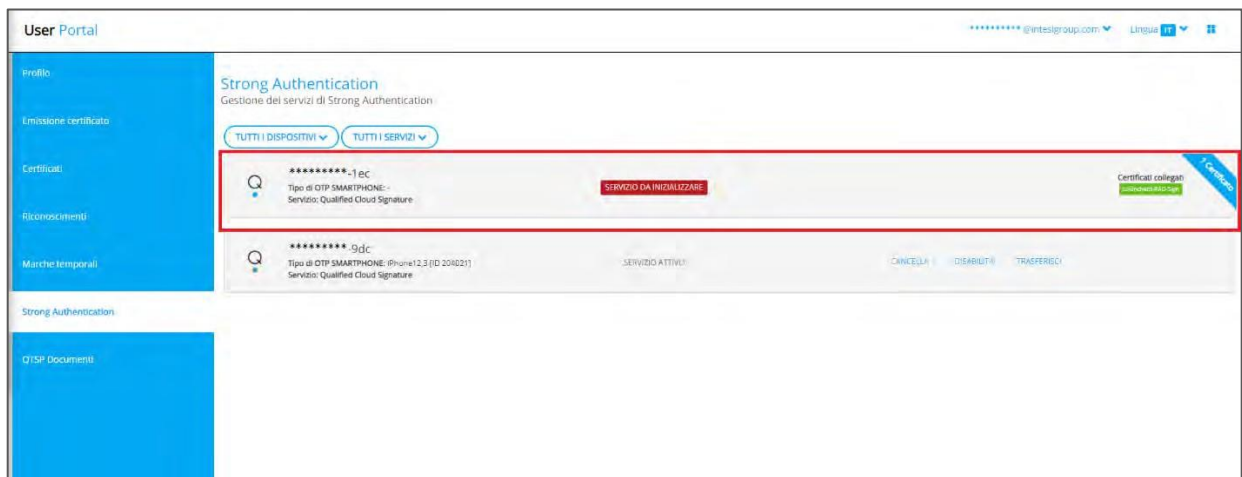 User Portal
**********@intesigroup.com Lingua IT
Profilo
Emissione certificato
Certificati
Riconoscimenti
Marche temporali
Strong Authentication
QTSP Documenti
Strong Authentication
Gestione dei servizi di Strong Authentication
TUTTI I DISPOSITIVI TUTTI I SERVIZI
Q
*********-1ec
Tipo di OTP SMARTPHONE: -
Servizio: Qualified Cloud Signature
SERVIZIO DA INIZIALIZZARE
Certificati collegati
1 Certificato
Q
*********-9dc
Tipo di OTP SMARTPHONE: iPhone12,3 [ID 204021]
Servizio: Qualified Cloud Signature
SERVIZIO ATTIVO
CANCELLA DISABILITA TRASFERISCI